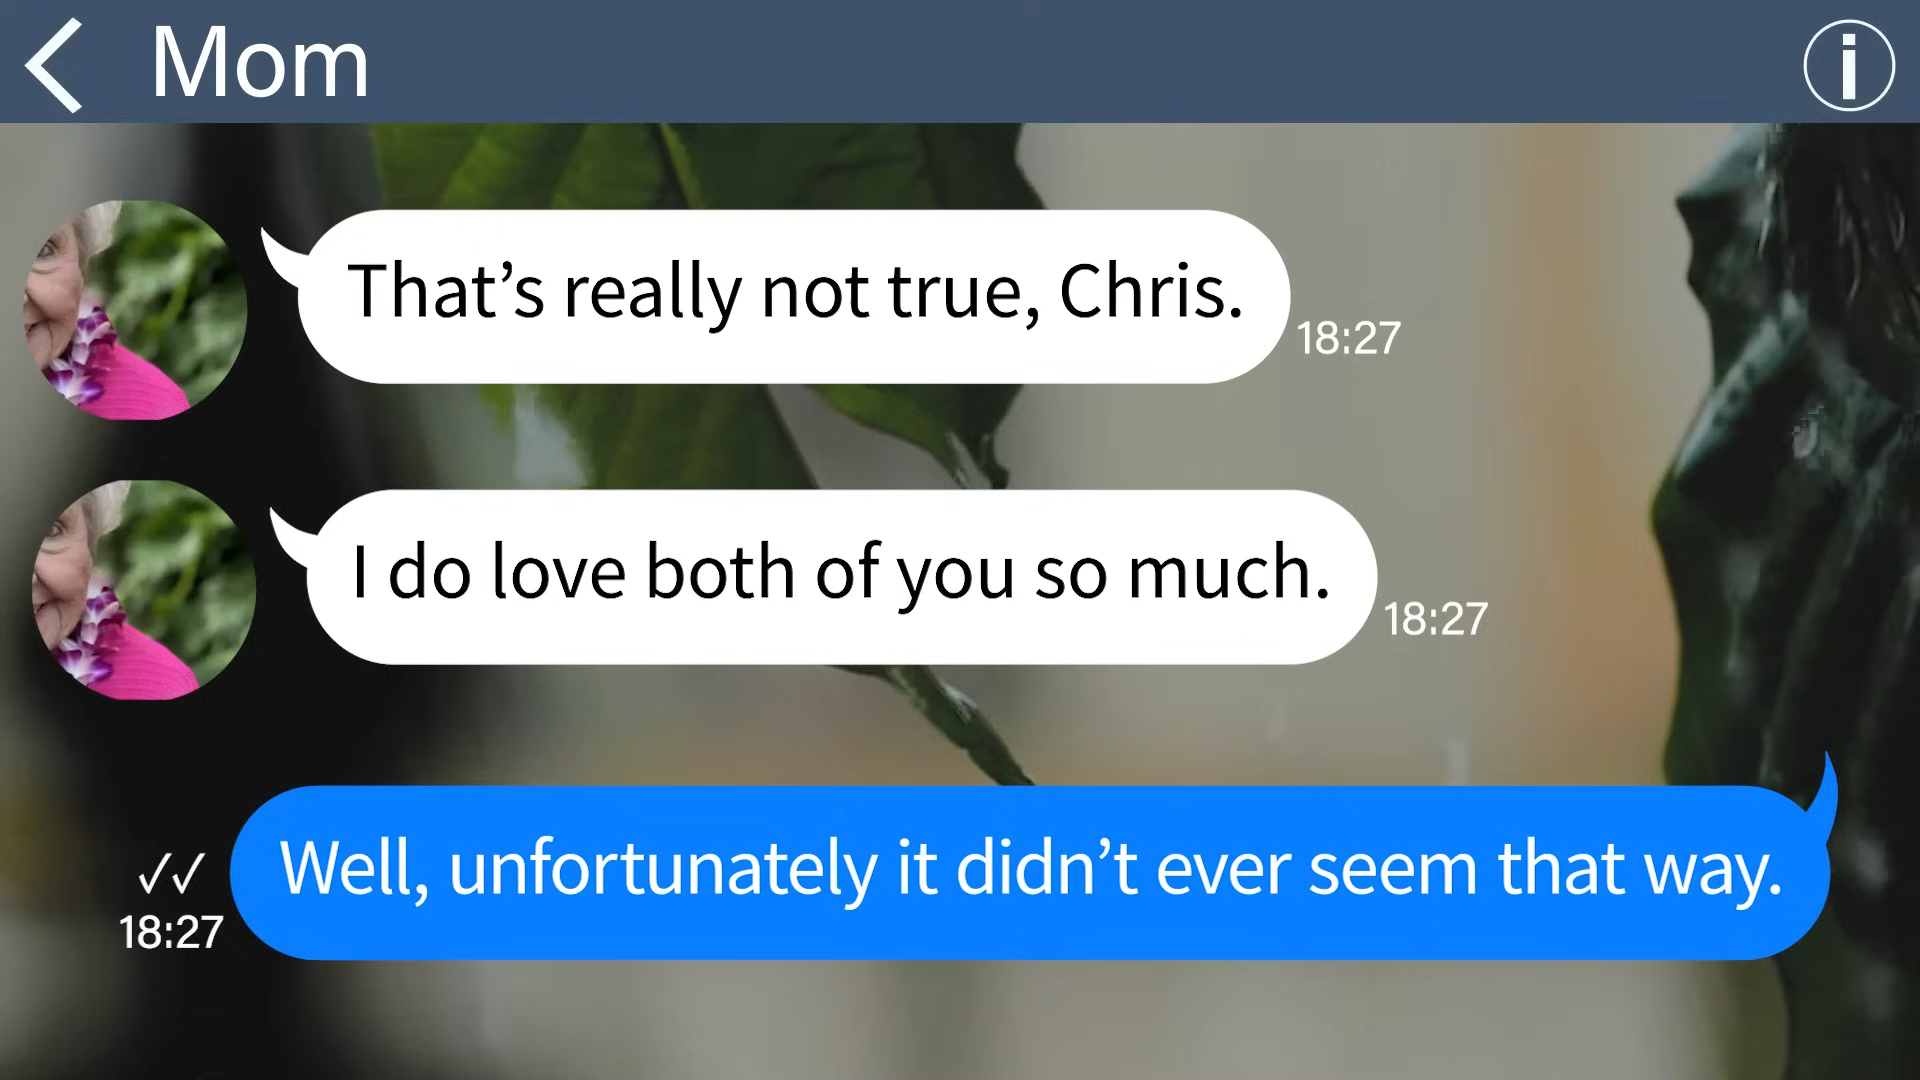 Mom
That’s really not true, Chris.
18:27
I do love both of you so much.
18:27
Well, unfortunately it didn’t ever seem that way.
18:27